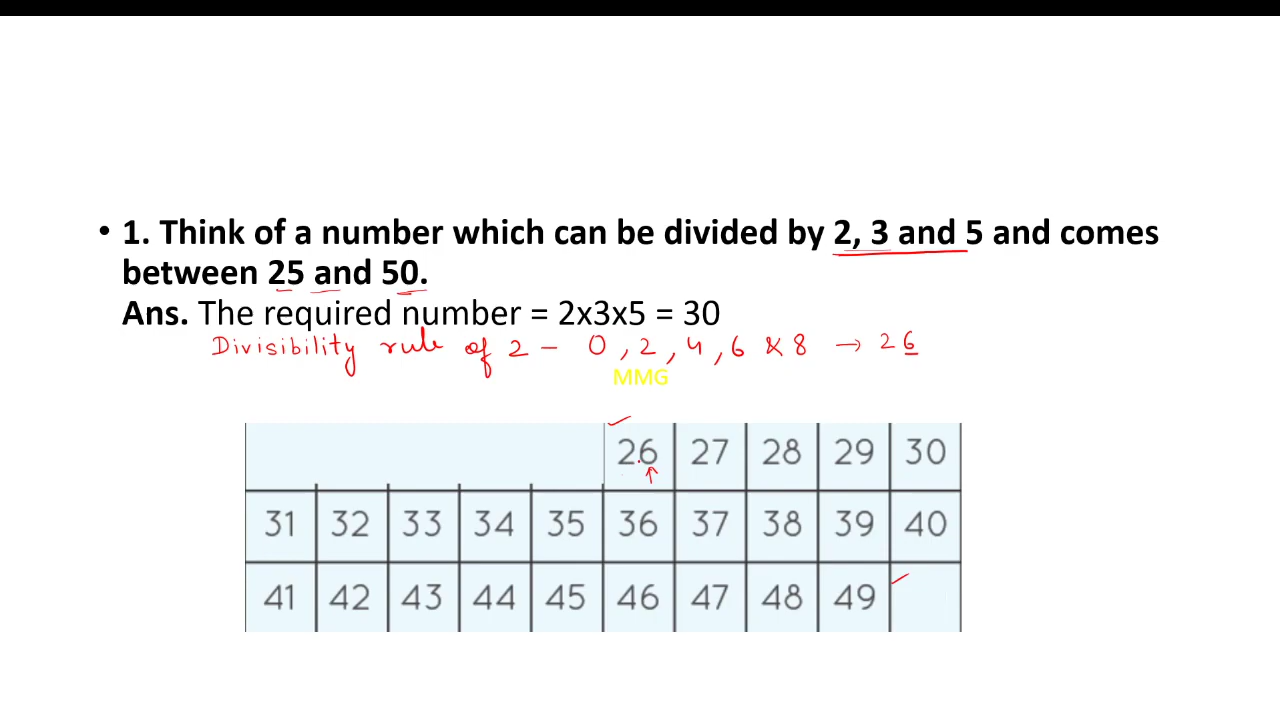 • 1. Think of a number which can be divided by 2, 3 and 5 and comes
between 25 and 50.
Ans. The required number = 2x3x5 = 30
Divisibility rule of 2 - 0, 2, 4, 6 & 8 → 26
MMG
26 27 28 29 30
31 32 33 34 35 36 37 38 39 40
41 42 43 44 45 46 47 48 49